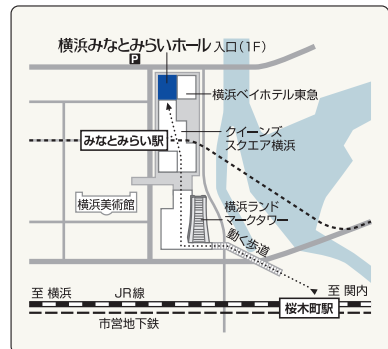 横浜みなとみらいホール 入口（1F）
P
横浜ベイホテル東急
みなとみらい駅
クイーンズ
スクエア横浜
横浜美術館
横浜ランド
マークタワー
動く歩道
至 横浜
JR線
至 関内
桜木町駅
市営地下鉄